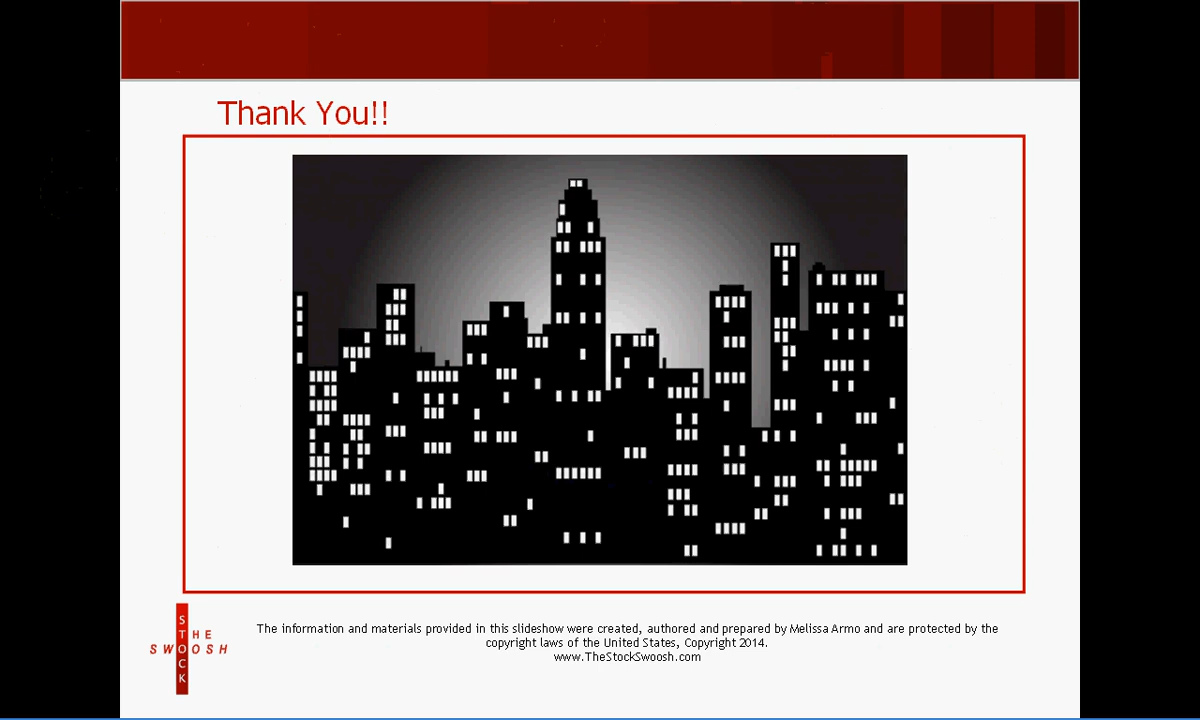 Thank You!!
THE
STOCK
SWOOSH
The information and materials provided in this slideshow were created, authored and prepared by Melissa Armo and are protected by the
copyright laws of the United States, Copyright 2014.
www.TheStockSwoosh.com